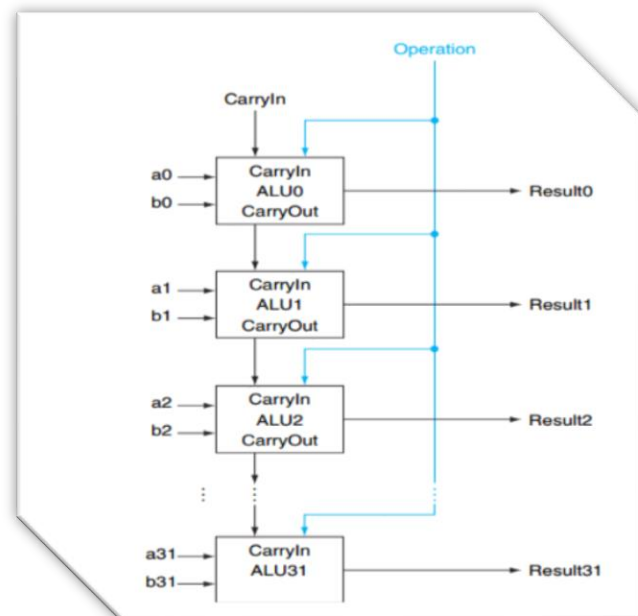 Operation
CarryIn
a0
b0
CarryIn
ALU0
CarryOut
Result0
a1
b1
CarryIn
ALU1
CarryOut
Result1
a2
b2
CarryIn
ALU2
CarryOut
Result2
a31
b31
CarryIn
ALU31
Result31